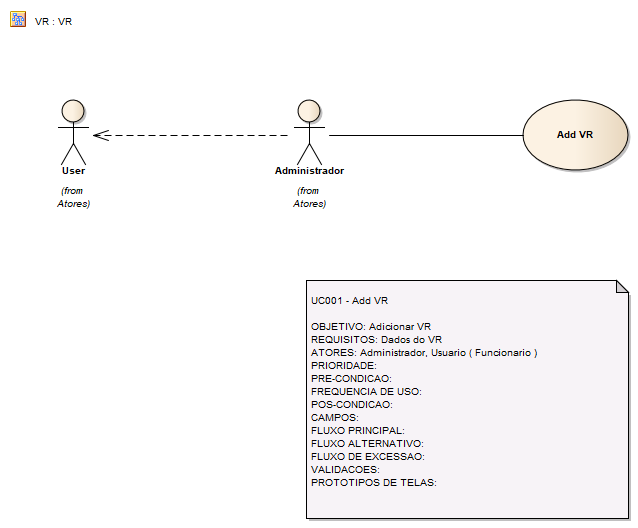 VR : VR
User
(from
Atores)
Administrador
(from
Atores)
Add VR
UC001 - Add VR
OBJETIVO: Adicionar VR
REQUISITOS: Dados do VR
ATORES: Administrador, Usuario ( Funcionario )
PRIORIDADE:
PRE-CONDICAO:
FREQUENCIA DE USO:
POS-CONDICAO:
CAMPOS:
FLUXO PRINCIPAL:
FLUXO ALTERNATIVO:
FLUXO DE EXCESSAO:
VALIDACOES:
PROTOTIPOS DE TELAS: